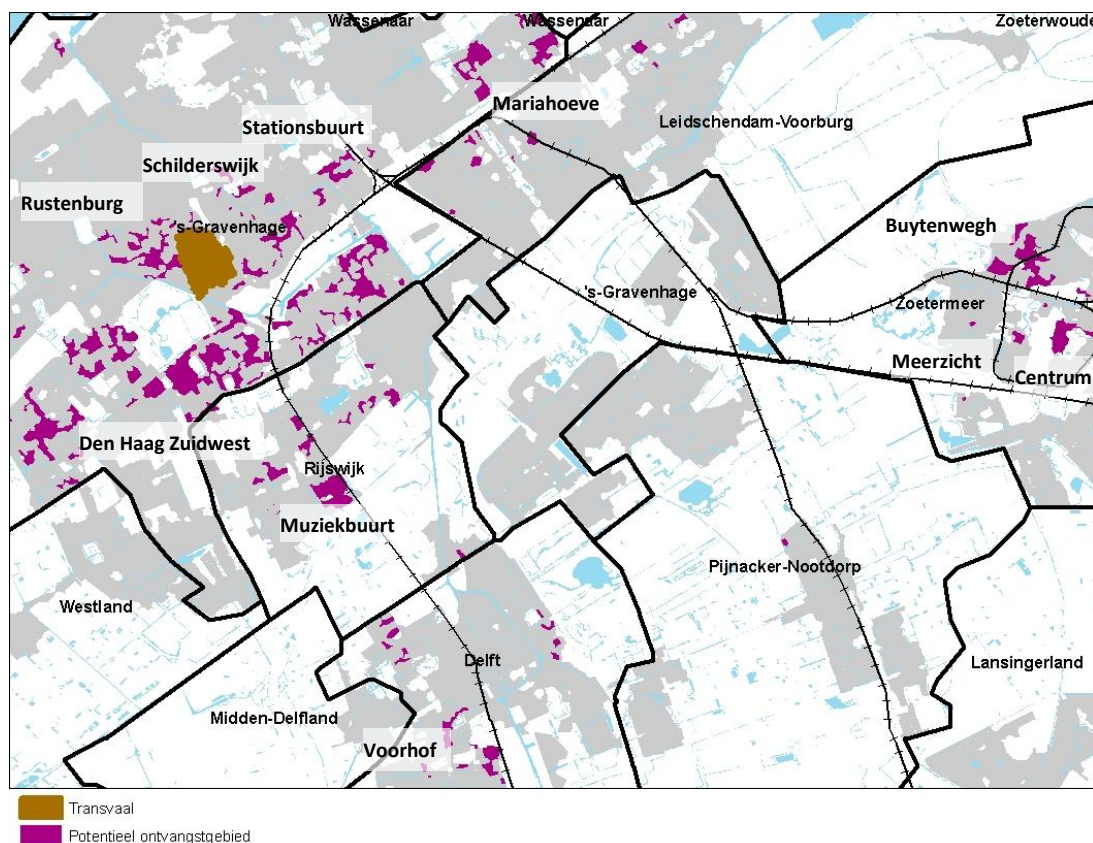 Wassenaar
Wassenaar
Zoeterwoude
Mariahoeve
Stationsbuurt
Leidschendam-Voorburg
Schilderswijk
Rustenburg
's-Gravenhage
Buytenwegh
's-Gravenhage
Zoetermeer
Meerzicht
Centrum
Den Haag Zuidwest
Rijswijk
Muziekbuurt
Pijnacker-Nootdorp
Westland
Delft
Lansingerland
Midden-Delfland
Voorhof
Transvaal
Potentieel ontvangstgebied